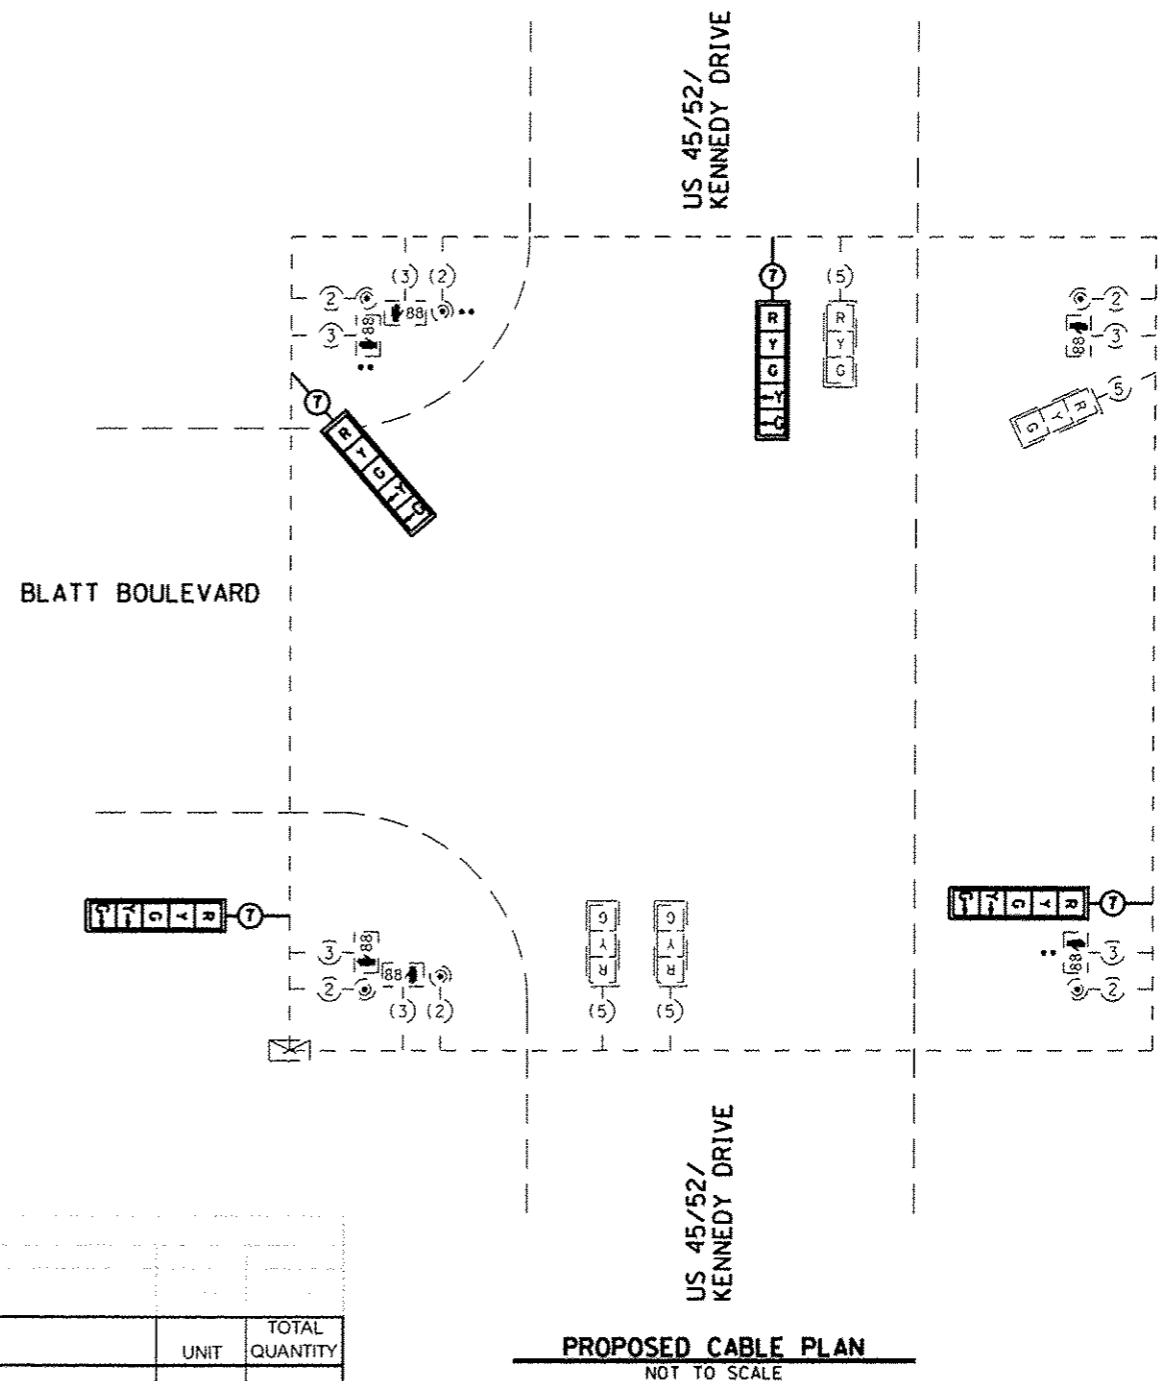 US 45/52/
KENNEDY DRIVE
(3) (2)
7
(5)
2
88
2
3
88
3
88
R
Y
G
Y
G
R
Y
G
7
5
R Y G Y G
R Y G
BLATT BOULEVARD
G Y G Y R 7
G Y G Y R 7
3
88
2
88
(3) (2)
G
Y
R
G
Y
R
(5)
(5)
3
88
2
US 45/52/
KENNEDY DRIVE
UNIT
TOTAL
QUANTITY
PROPOSED CABLE PLAN
NOT TO SCALE